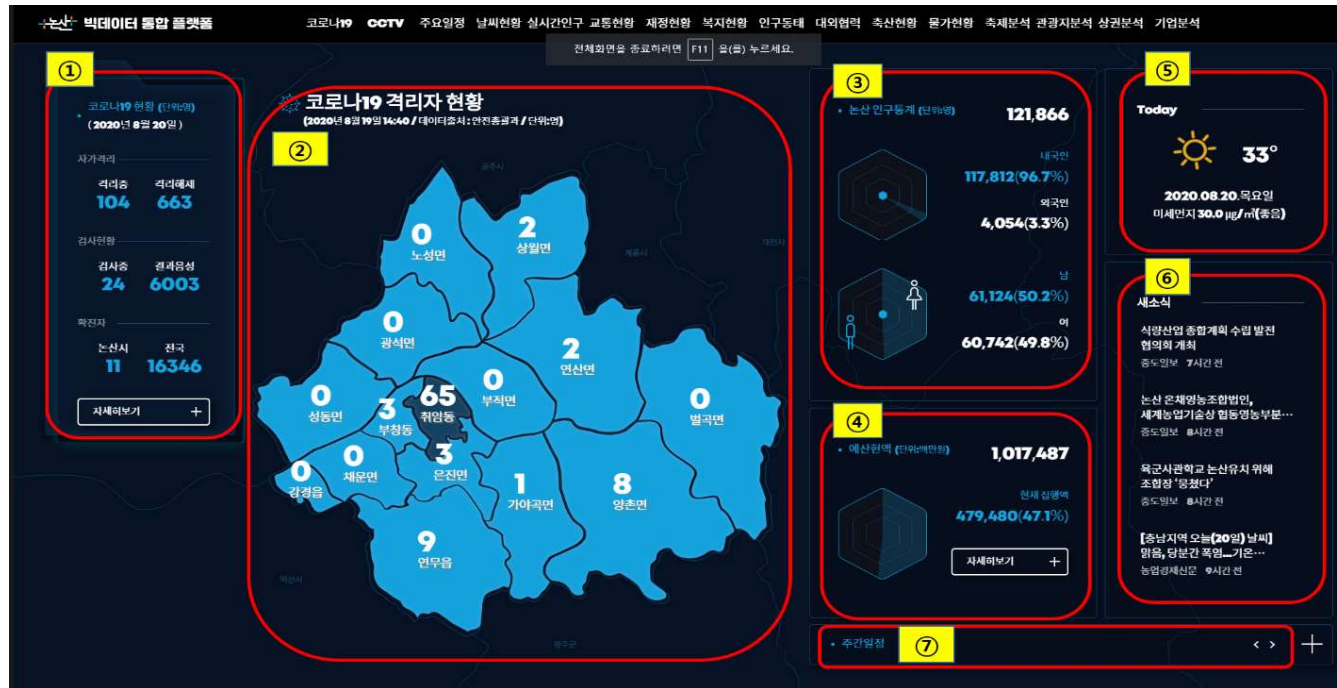 논산 빅데이터 통합 플랫폼
코로나19 CCTV 주요일정 날씨현황 실시간인구 교통현황 재정현황 복지현황 인구동태 대외협력 축산현황 물가현황 축제분석 관광지분석 상권분석 기업분석
전체화면을 종료하려면 F11 을(를) 누르세요.
①
코로나19 현황 (단위:명)
(2020년 8월 20일)
자가격리
격리중 격리해제
104 663
검사현황
검사중 결과음성
24 6003
확진자
논산시 전국
11 16346
자세히보기 +
코로나19 격리자 현황
(2020년 8월 19일 14:40 / 데이터출처 : 안전총괄과 / 단위:명)
②
공주시
계룡시
대전시
0
노성면
2
상월면
0
광석면
2
연산면
0
성동면
3
부창동
65
취암동
0
부적면
0
벌곡면
0
강경읍
0
채운면
3
은진면
1
가야곡면
8
양촌면
9
연무읍
익산시
완주군
③
논산 인구통계 (단위:명)
121,866
내국인
117,812(96.7%)
외국인
4,054(3.3%)
남
61,124(50.2%)
여
60,742(49.8%)
④
예산현액 (단위:백만원)
1,017,487
현재 집행액
479,480(47.1%)
자세히보기 +
⑤
Today
33°
2020.08.20.목요일
미세먼지 30.0 μg/㎥(좋음)
⑥
새소식
식량산업 종합계획 수립 발전
협의회 개최
중도일보 7시간 전
논산 온채영농조합법인,
세계농업기술상 협동영농부분…
중도일보 8시간 전
육군사관학교 논산유치 위해
조합장 '뭉쳤다'
중도일보 8시간 전
[충남지역 오늘(20일) 날씨]
맑음, 당분간 폭염...기온…
농업경제신문 9시간 전
주간일정
⑦
< > +